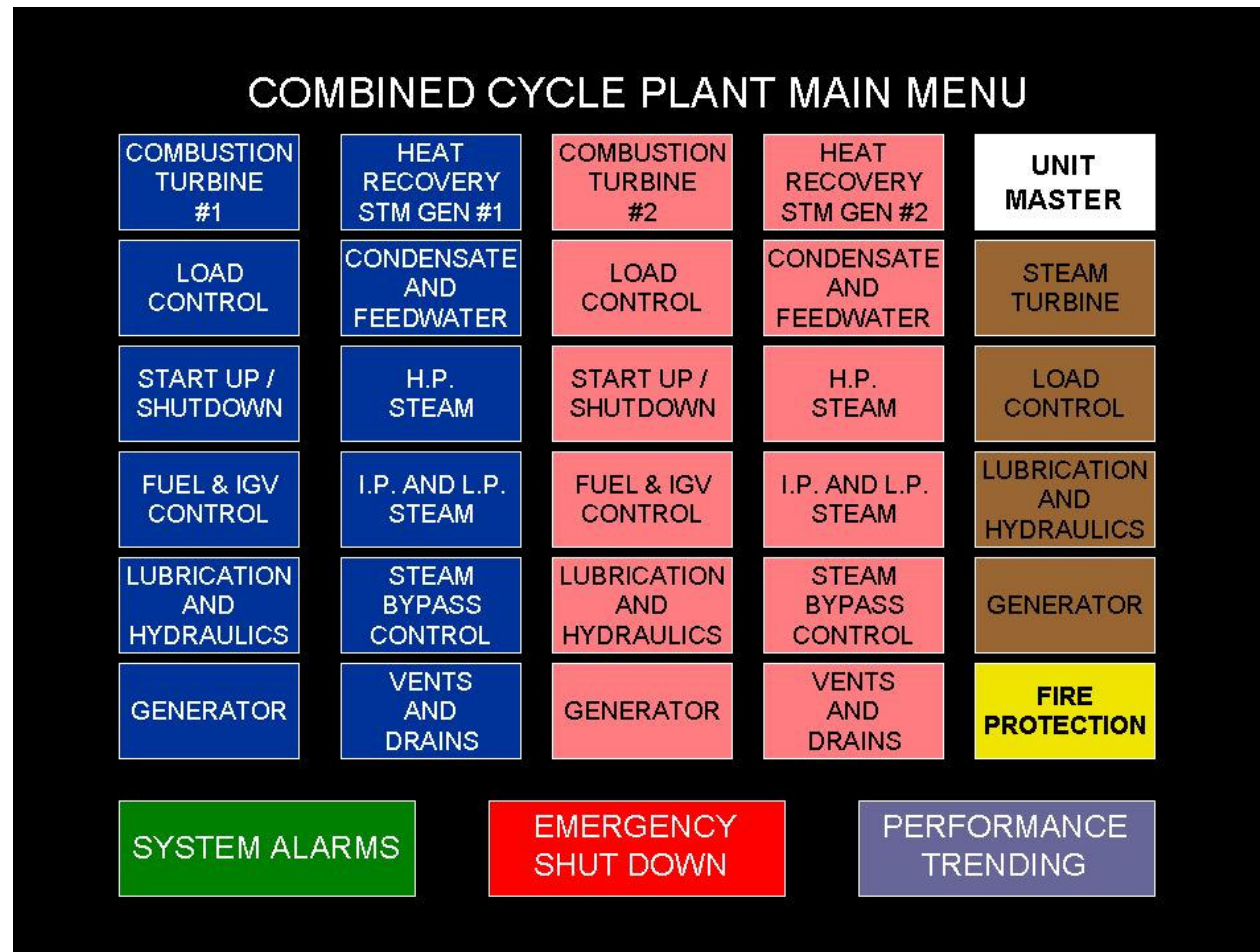 COMBINED CYCLE PLANT MAIN MENU
COMBUSTION
TURBINE
#1
HEAT
RECOVERY
STM GEN #1
COMBUSTION
TURBINE
#2
HEAT
RECOVERY
STM GEN #2
UNIT
MASTER
LOAD
CONTROL
CONDENSATE
AND
FEEDWATER
LOAD
CONTROL
CONDENSATE
AND
FEEDWATER
STEAM
TURBINE
START UP /
SHUTDOWN
H.P.
STEAM
START UP /
SHUTDOWN
H.P.
STEAM
LOAD
CONTROL
FUEL & IGV
CONTROL
I.P. AND L.P.
STEAM
FUEL & IGV
CONTROL
I.P. AND L.P.
STEAM
LUBRICATION
AND
HYDRAULICS
LUBRICATION
AND
HYDRAULICS
STEAM
BYPASS
CONTROL
LUBRICATION
AND
HYDRAULICS
STEAM
BYPASS
CONTROL
GENERATOR
GENERATOR
VENTS
AND
DRAINS
GENERATOR
VENTS
AND
DRAINS
FIRE
PROTECTION
SYSTEM ALARMS
EMERGENCY
SHUT DOWN
PERFORMANCE
TRENDING